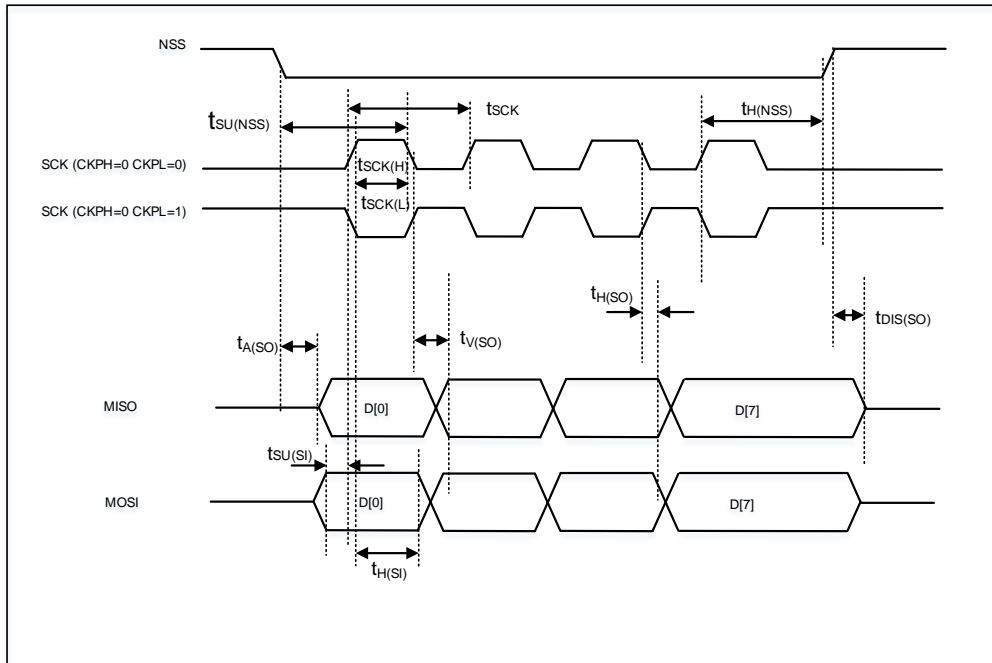 NSS
tSCK
tH(NSS)
tSU(NSS)
SCK (CKPH=0 CKPL=0)
tSCK(H)
tSCK(L)
SCK (CKPH=0 CKPL=1)
tH(SO)
tDIS(SO)
tV(SO)
tA(SO)
MISO
D[0]
D[7]
tSU(SI)
MOSI
D[0]
D[7]
tH(SI)